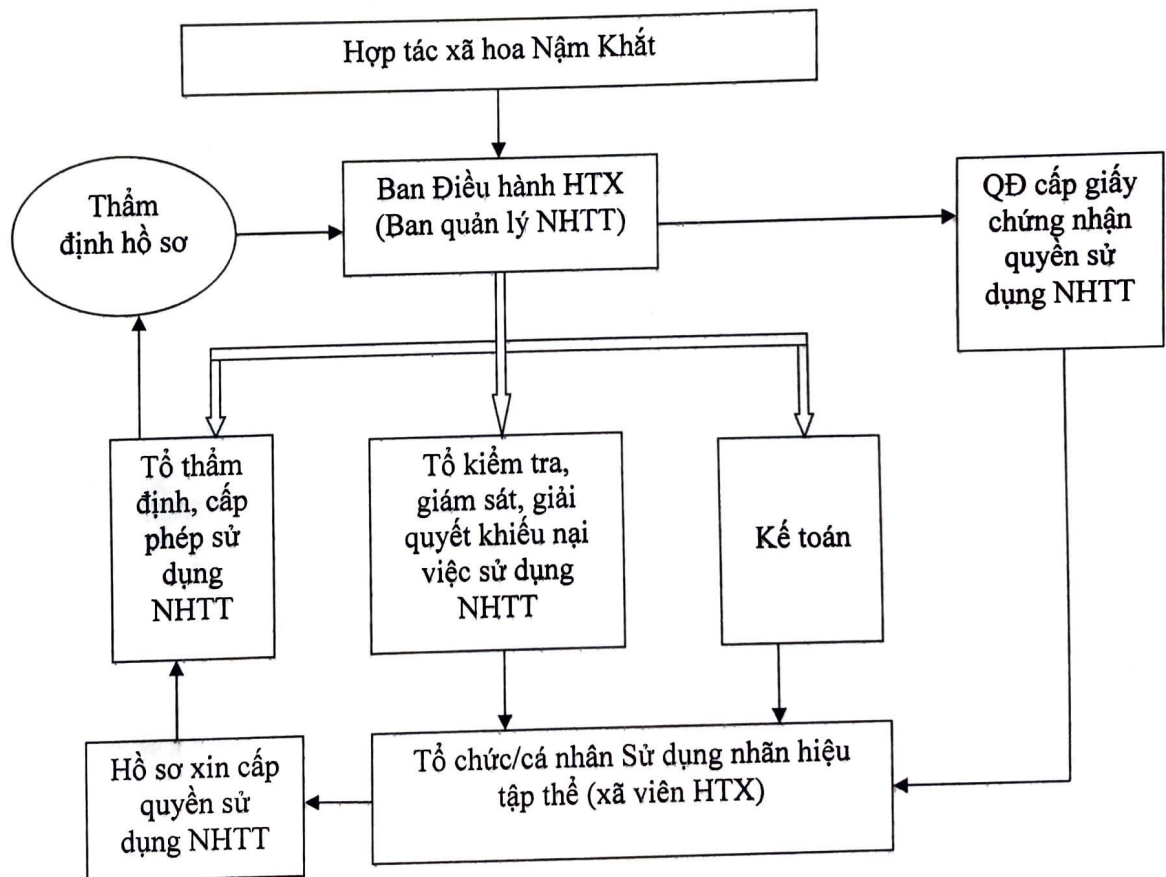 Hợp tác xã hoa Nậm Khắt
Thẩm
định hồ sơ
Ban Điều hành HTX
(Ban quản lý NHTT)
QĐ cấp giấy
chứng nhận
quyền sử
dụng NHTT
Tổ thẩm
định, cấp
phép sử
dụng
NHTT
Tổ kiểm tra,
giám sát, giải
quyết khiếu nại
việc sử dụng
NHTT
Kế toán
Hồ sơ xin cấp
quyền sử
dụng NHTT
Tổ chức/cá nhân Sử dụng nhãn hiệu
tập thể (xã viên HTX)